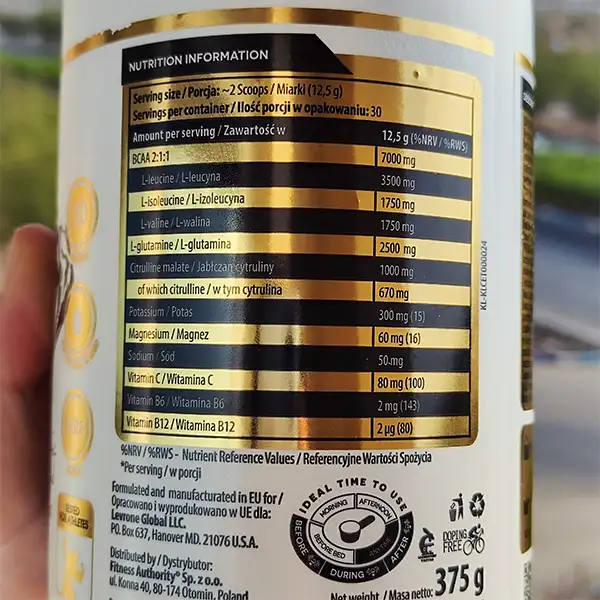 NUTRITION INFORMATION
Serving size / Porcja: ~2 Scoops / Miarki (12,5 g)
Servings per container / Ilość porcji w opakowaniu: 30
Amount per serving / Zawartość w 12,5 g (%NRV / %RWS)
BCAA 2:1:1 7000 mg
L-leucine / L-leucyna 3500 mg
L-isoleucine / L-izoleucyna 1750 mg
L-valine / L-walina 1750 mg
L-glutamine / L-glutamina 2500 mg
Citrulline malate / Jabłczan cytruliny 1000 mg
of which citrulline / w tym cytrulina 670 mg
Potassium / Potas 300 mg (15)
Magnesium / Magnez 60 mg (16)
Sodium / Sód 50 mg
Vitamin C / Witamina C 80 mg (100)
Vitamin B6 / Witamina B6 2 mg (143)
Vitamin B12 / Witamina B12 2 µg (80)
KL-KLCET000024
%NRV / %RWS - Nutrient Reference Values / Referencyjne Wartości Spożycia
*Per serving / w porcji
Formulated and manufactured in EU for /
Opracowano i wyprodukowano w UE dla:
Levrone Global LLC.
PO. Box 637, Hanover MD. 21076 U.S.A.
Distributed by / Dystrybutor:
Fitness Authority® Sp. z o.o.
ul. Konna 40, 80-174 Otomin, Poland
IDEAL TIME TO USE
MORNING
AFTERNOON
BEFORE BED
BEFORE
DURING
AFTER
DOPING
FREE
Net weight / Masa netto: 375 g
TESTED
FOR ATHLETES